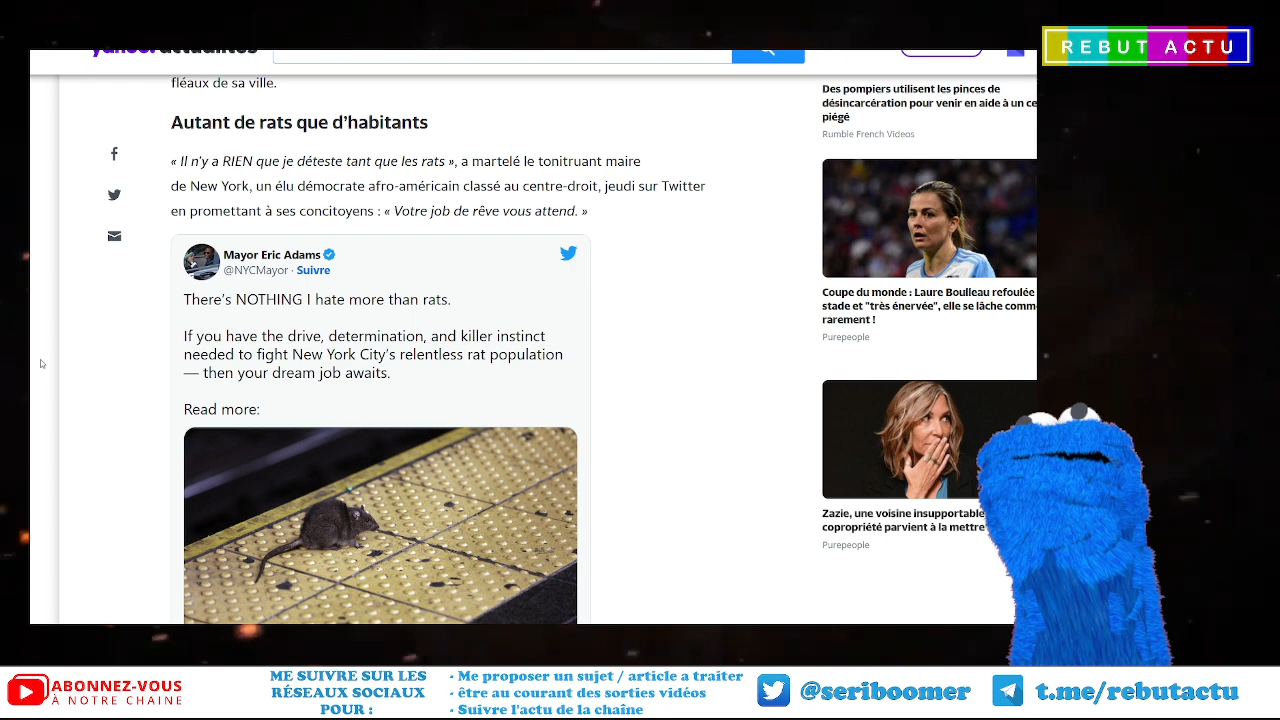 REBUT ACTU
yahoo! actualités
fléaux de sa ville.
Autant de rats que d’habitants
« Il n'y a RIEN que je déteste tant que les rats », a martelé le tonitruant maire
de New York, un élu démocrate afro-américain classé au centre-droit, jeudi sur Twitter
en promettant à ses concitoyens : « Votre job de rêve vous attend. »
Mayor Eric Adams
@NYCMayor · Suivre
There’s NOTHING I hate more than rats.
If you have the drive, determination, and killer instinct
needed to fight New York City’s relentless rat population
— then your dream job awaits.
Read more:
Des pompiers utilisent les pinces de
désincarcération pour venir en aide à un ce
piégé
Rumble French Videos
Coupe du monde : Laure Boulleau refoulée
stade et "très énervée", elle se lâche comm
rarement !
Purepeople
Zazie, une voisine insupportable
copropriété parvient à la mettre
Purepeople
ABONNEZ-VOUS
À NOTRE CHAINE
ME SUIVRE SUR LES
RÉSEAUX SOCIAUX
POUR :
- Me proposer un sujet / article a traiter
- être au courant des sorties vidéos
- Suivre l'actu de la chaîne
@seriboomer
t.me/rebutactu